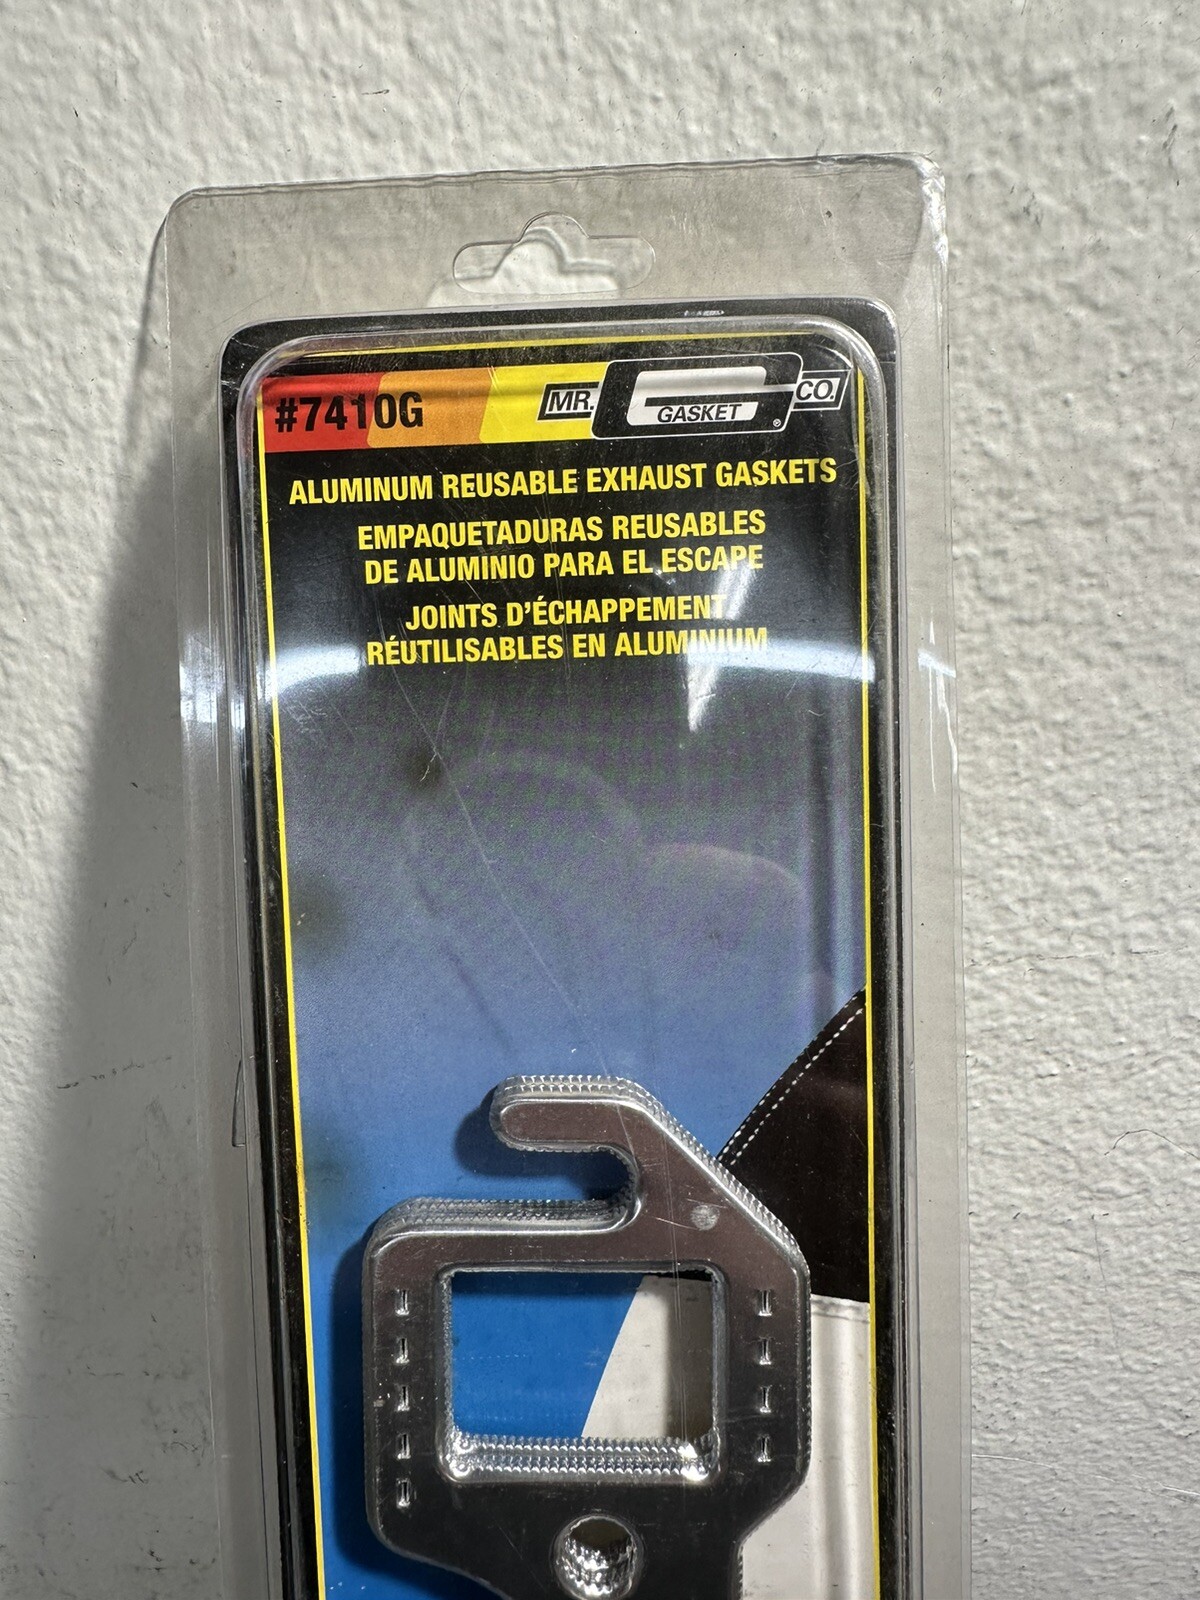 #7410G
MR. GASKET CO.®
ALUMINUM REUSABLE EXHAUST GASKETS
EMPAQUETADURAS REUSABLES
DE ALUMINIO PARA EL ESCAPE
JOINTS D'ÉCHAPPEMENT
RÉUTILISABLES EN ALUMINIUM